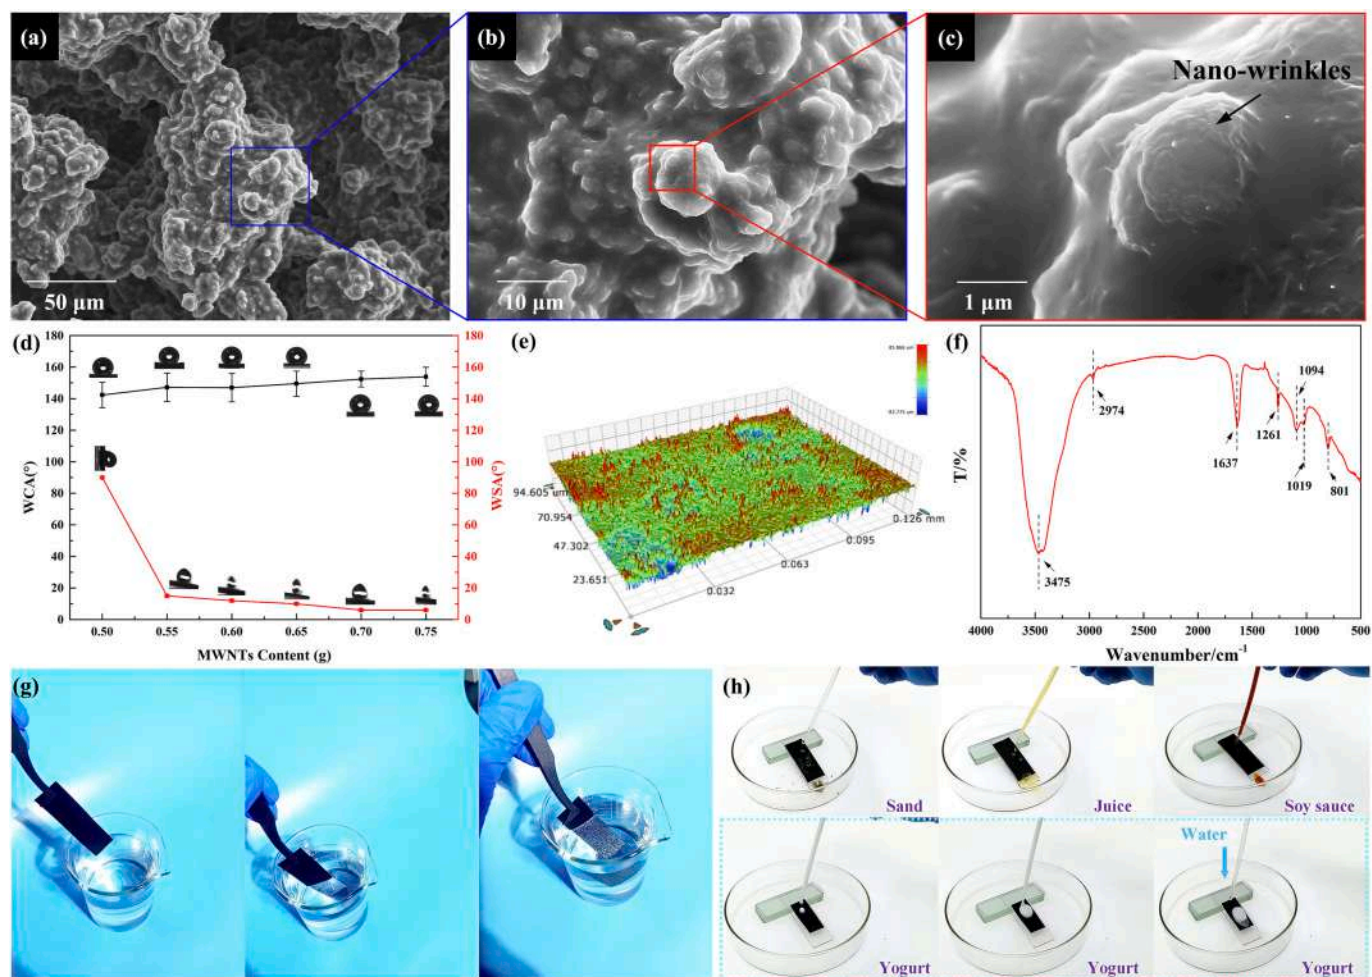 (a)
50 μm
(b)
10 μm
(c)
Nano-wrinkles
1 μm
(d)
180
160
140
120
100
80
60
40
20
0
WCA(°)
180
160
140
120
100
80
60
40
20
0
WSA(°)
0.50 0.55 0.60 0.65 0.70 0.75
MWNTs Content (g)
(e)
94.605 um
70.954
47.302
23.651
0.032
0.063
0.095
0.126 mm
(f)
T/%
2974
3475
1637
1261
1094
1019
801
4000 3500 3000 2500 2000 1500 1000 500
Wavenumber/cm-1
(g)
(h)
Sand
Juice
Soy sauce
Yogurt
Yogurt
Water
Yogurt